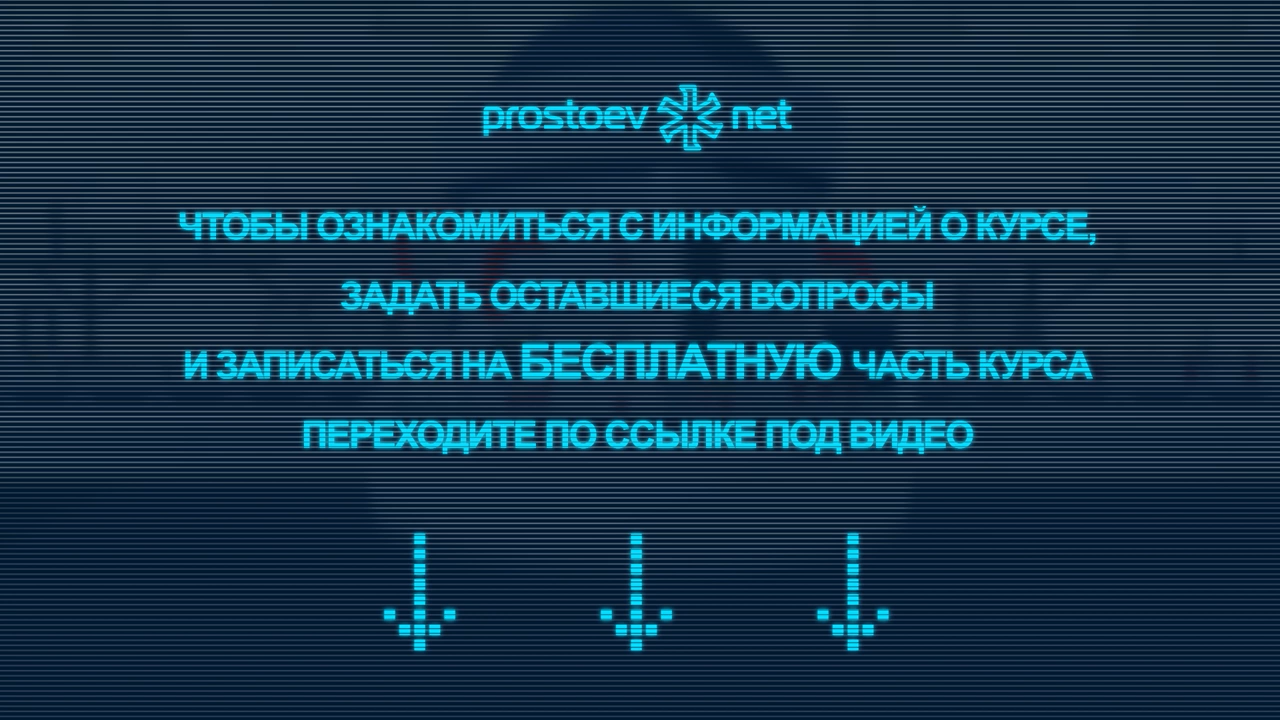 prostoev net
ЧТОБЫ ОЗНАКОМИТЬСЯ С ИНФОРМАЦИЕЙ О КУРСЕ,
ЗАДАТЬ ОСТАВШИЕСЯ ВОПРОСЫ
И ЗАПИСАТЬСЯ НА БЕСПЛАТНУЮ ЧАСТЬ КУРСА
ПЕРЕХОДИТЕ ПО ССЫЛКЕ ПОД ВИДЕО